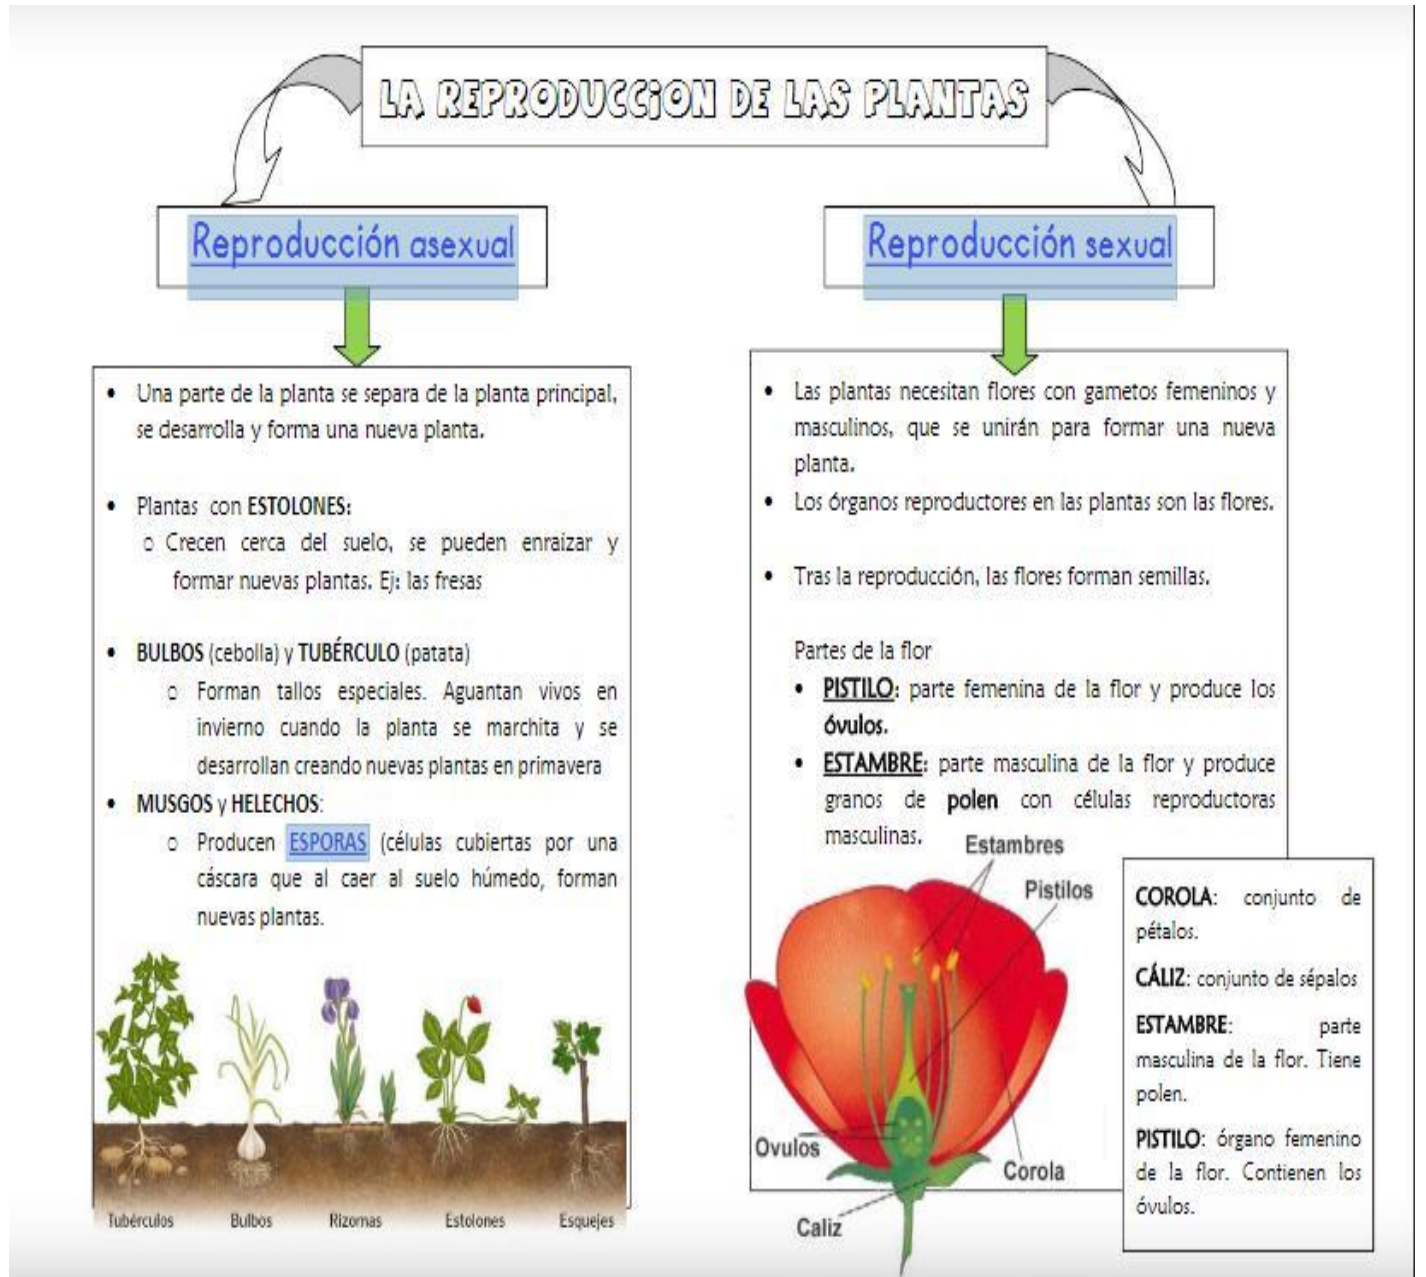 LA REPRODUCCION DE LAS PLANTAS
Reproducción asexual
• Una parte de la planta se separa de la planta principal,
se desarrolla y forma una nueva planta.
• Plantas con ESTOLONES:
o Crecen cerca del suelo, se pueden enraizar y
formar nuevas plantas. Ej: las fresas
• BULBOS (cebolla) y TUBÉRCULO (patata)
o Forman tallos especiales. Aguantan vivos en
invierno cuando la planta se marchita y se
desarrollan creando nuevas plantas en primavera
• MUSGOS y HELECHOS:
o Producen ESPORAS (células cubiertas por una
cáscara que al caer al suelo húmedo, forman
nuevas plantas.
Tubérculos
Bulbos
Rizomas
Estolones
Esquejes
Reproducción sexual
• Las plantas necesitan flores con gametos femeninos y
masculinos, que se unirán para formar una nueva
planta.
• Los órganos reproductores en las plantas son las flores.
• Tras la reproducción, las flores forman semillas.
Partes de la flor
• PISTILO: parte femenina de la flor y produce los
óvulos.
• ESTAMBRE: parte masculina de la flor y produce
granos de polen con células reproductoras
masculinas.
Estambres
Pistilos
Ovulos
Corola
Caliz
COROLA: conjunto de
pétalos.
CÁLIZ: conjunto de sépalos
ESTAMBRE: parte
masculina de la flor. Tiene
polen.
PISTILO: órgano femenino
de la flor. Contienen los
óvulos.